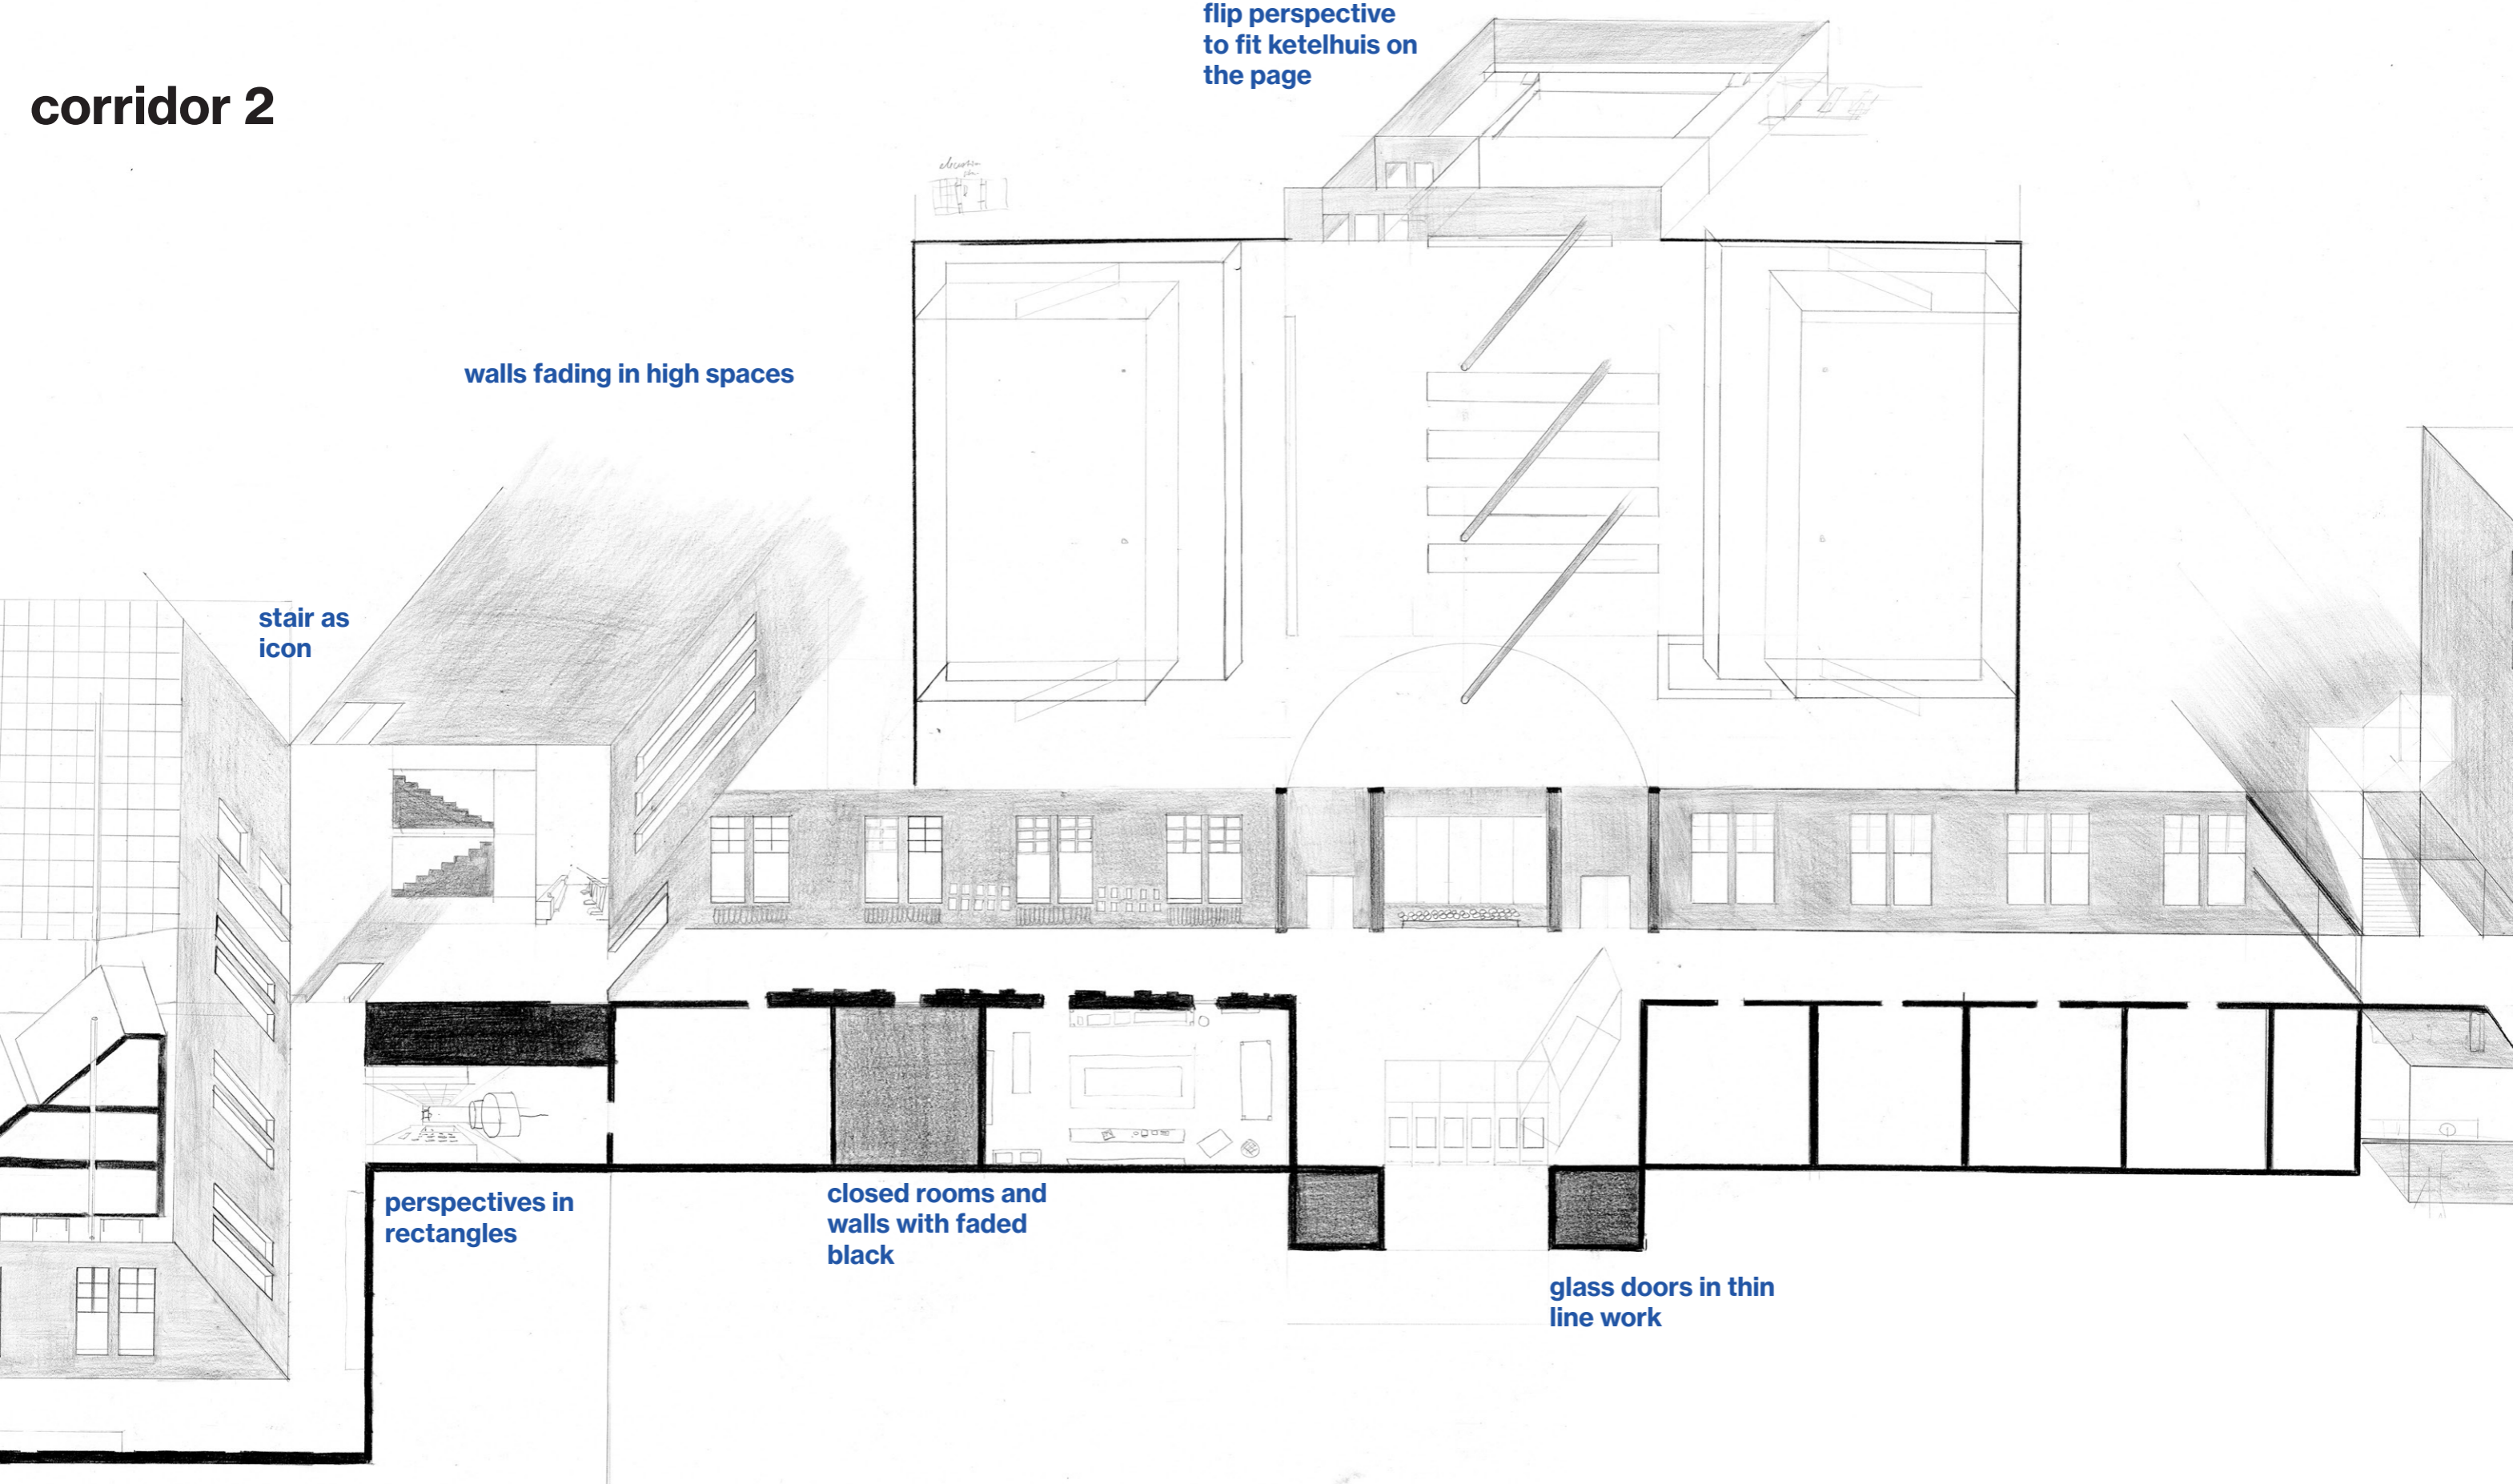 flip perspective
to fit ketelhuis on
the page
corridor 2
walls fading in high spaces
stair as
icon
perspectives in
rectangles
closed rooms and
walls with faded
black
glass doors in thin
line work